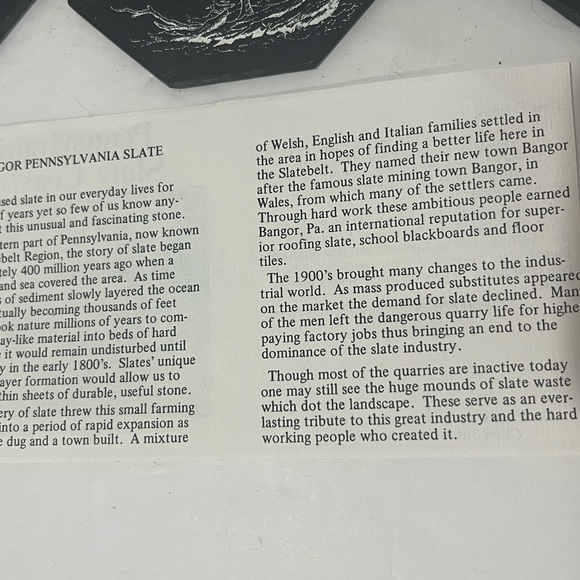 GOR PENNSYLVANIA SLATE
sed slate in our everyday lives for
f years yet so few of us know any-
t this unusual and fascinating stone.
tern part of Pennsylvania, now known
belt Region, the story of slate began
tely 400 million years ago when a
and sea covered the area. As time
s of sediment slowly layered the ocean
tually becoming thousands of feet
ook nature millions of years to com-
ay-like material into beds of hard
it would remain undisturbed until
y in the early 1800's. Slates' unique
ayer formation would allow us to
thin sheets of durable, useful stone.
ery of slate threw this small farming
into a period of rapid expansion as
e dug and a town built. A mixture
of Welsh, English and Italian families settled in
the area in hopes of finding a better life here in
the Slatebelt. They named their new town Bangor
after the famous slate mining town Bangor, in
Wales, from which many of the settlers came.
Through hard work these ambitious people earned
Bangor, Pa. an international reputation for super-
ior roofing slate, school blackboards and floor
tiles.
The 1900's brought many changes to the indus-
trial world. As mass produced substitutes appeared
on the market the demand for slate declined. Man
of the men left the dangerous quarry life for highe
paying factory jobs thus bringing an end to the
dominance of the slate industry.
Though most of the quarries are inactive today
one may still see the huge mounds of slate waste
which dot the landscape. These serve as an ever-
lasting tribute to this great industry and the hard
working people who created it.